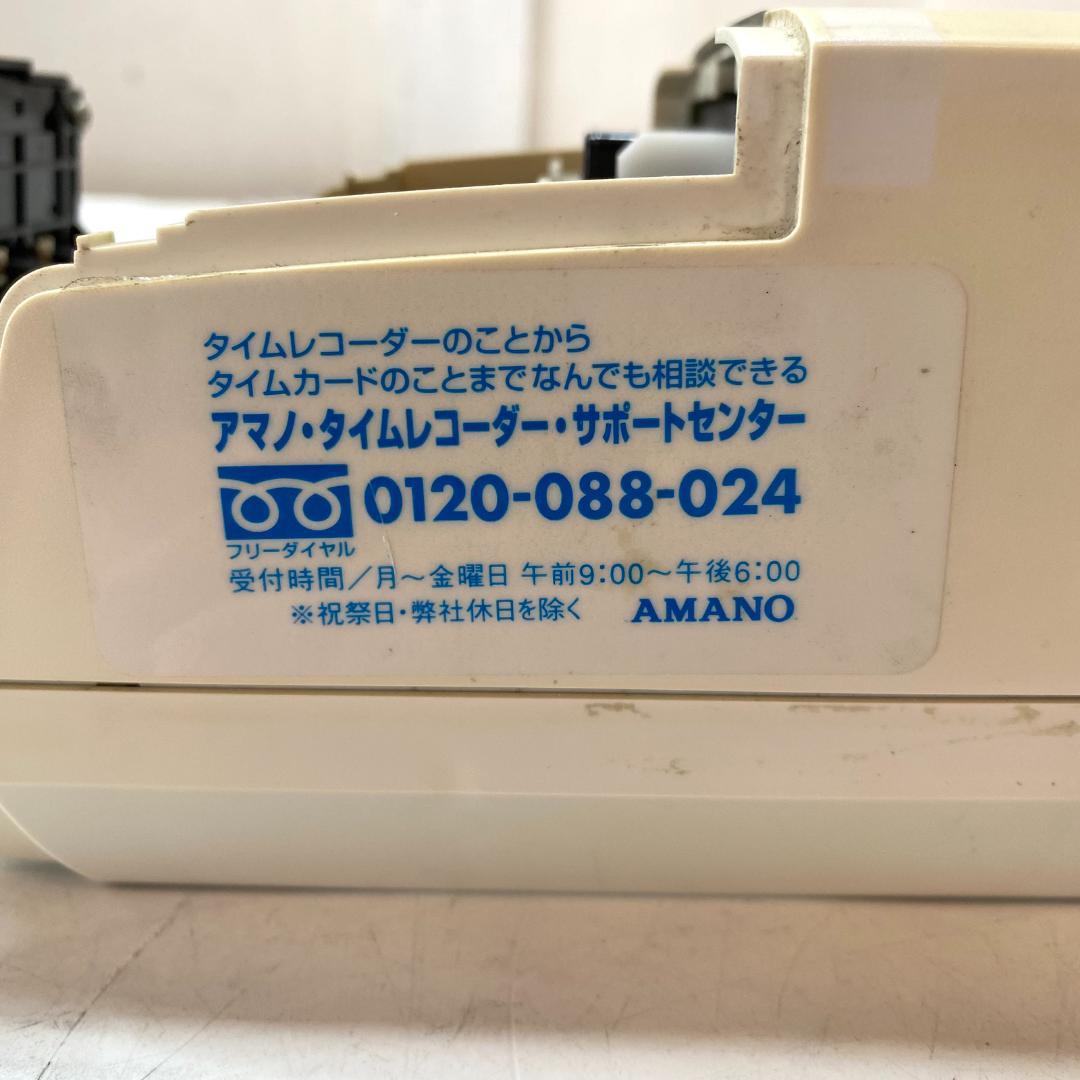 タイムレコーダーのことから
タイムカードのことまでなんでも相談できる
アマノ・タイムレコーダー・サポートセンター
0120-088-024
フリーダイヤル
受付時間／月～金曜日 午前9:00～午後6:00
※祝祭日・弊社休日を除く AMANO